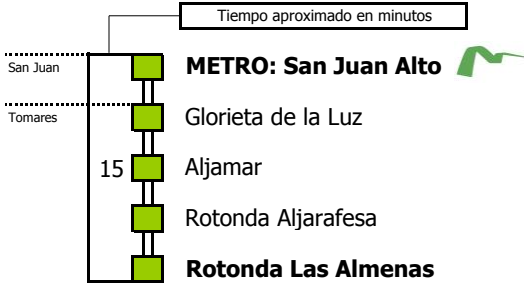 Tiempo aproximado en minutos
San Juan
METRO: San Juan Alto
Tomares
Glorieta de la Luz
15
Aljamar
Rotonda Aljarafesa
Rotonda Las Almenas